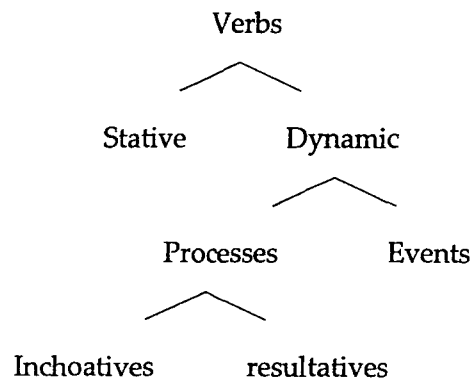 Verbs
Stative Dynamic
Processes Events
Inchoatives resultatives